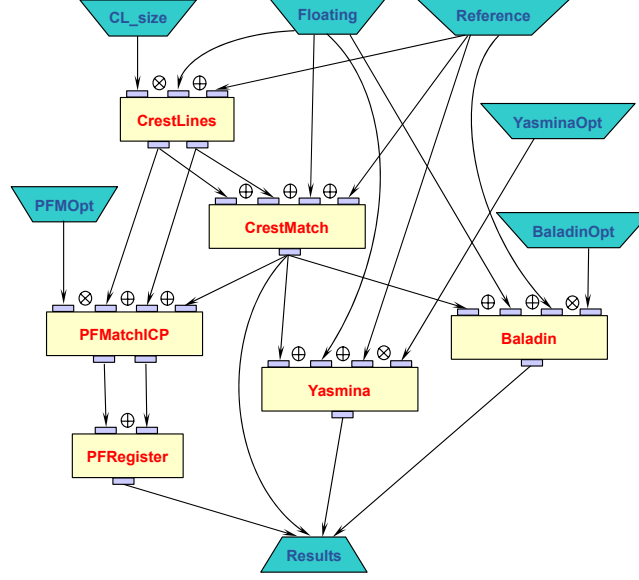 CL_size
Floating
Reference
⊗
⊕
CrestLines
YasminaOpt
PFMOpt
⊕
⊕
⊕
CrestMatch
BaladinOpt
⊗
⊕
⊕
PFMatchICP
⊕
⊕
⊗
Baladin
⊕
⊕
⊗
Yasmina
⊕
PFRegister
Results